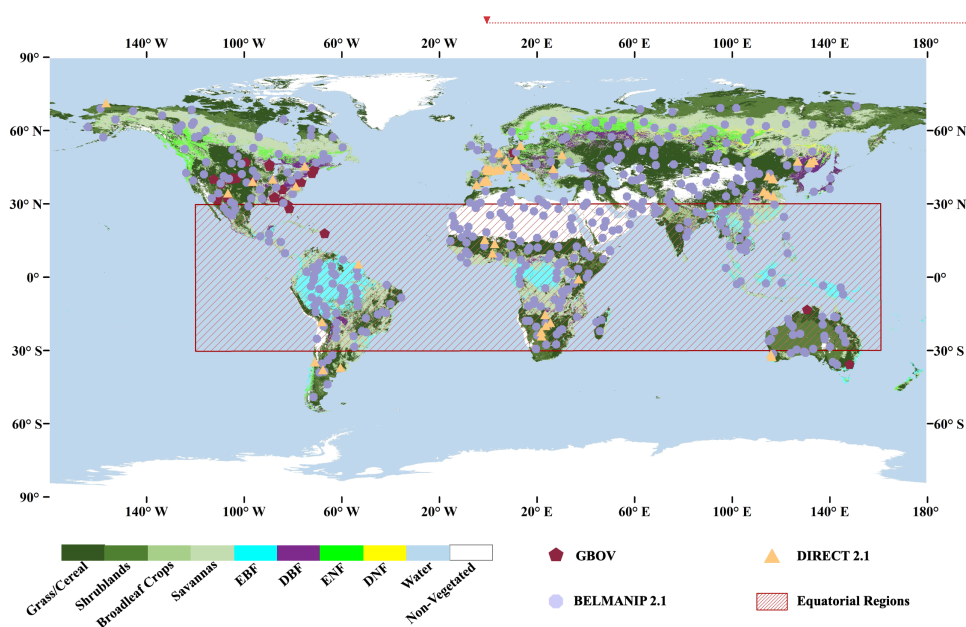 140° W 100° W 60° W 20° W 20° E 60° E 100° E 140° E 180°
90° 
60° N 60° N
30° N 30° N
0° 0°
30° S 30° S
60° S 60° S
90°
140° W 100° W 60° W 20° W 20° E 60° E 100° E 140° E 180°
Grass/Cereal
Shrublands
Broadleaf Crops
Savannas
EBF
DBF
ENF
DNF
Water
Non-Vegetated
GBOV
DIRECT 2.1
BELMANIP 2.1
Equatorial Regions